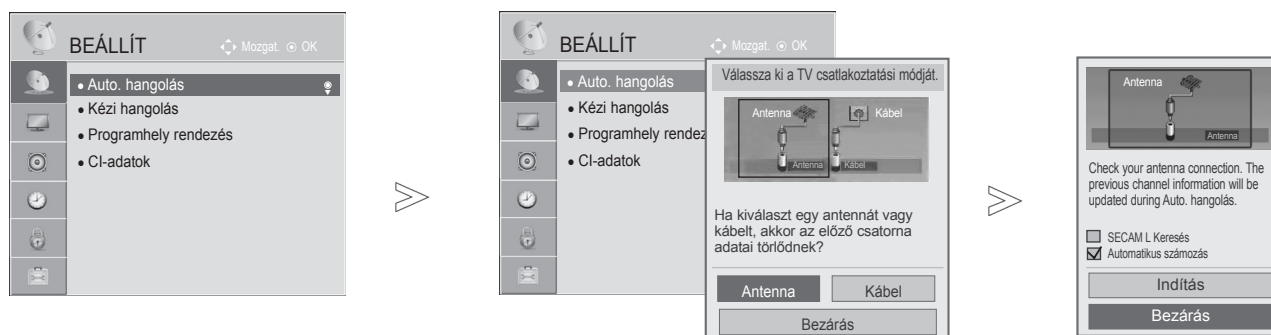 BEÁLLÍT
Mozgat. OK
● Auto. hangolás
● Kézi hangolás
● Programhely rendezés
● CI-adatok
BEÁLLÍT
Mozgat. OK
● Auto. hangolás
● Kézi hangolás
● Programhely rendez
● CI-adatok
Válassza ki a TV csatlakoztatási módját.
Antenna
Kábel
Antenna
Kábel
Ha kiválaszt egy antennát vagy
kábelt, akkor az előző csatorna
adatai törlődnek?
Antenna
Kábel
Bezárás
Antenna
Antenna
Check your antenna connection. The
previous channel information will be
updated during Auto. hangolás.
SECAM L Keresés
Automatikus számozás
Indítás
Bezárás